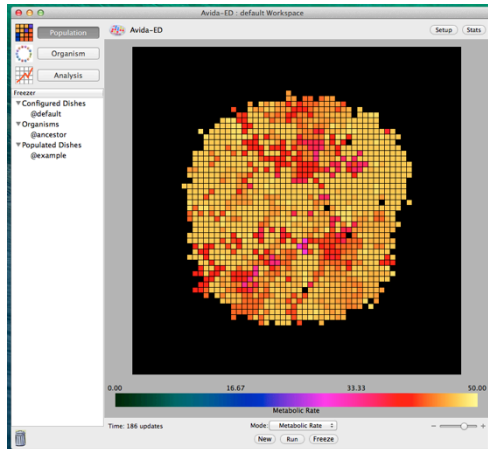 Avida-ED : default Workspace
Population
Avida-ED
Setup
Stats
Organism
Analysis
Freezer
Configured Dishes
@default
Organisms
@ancestor
Populated Dishes
@example
0.00 16.67 33.33 50.00
Metabolic Rate
Time: 186 updates
Mode: Metabolic Rate
New
Run
Freeze